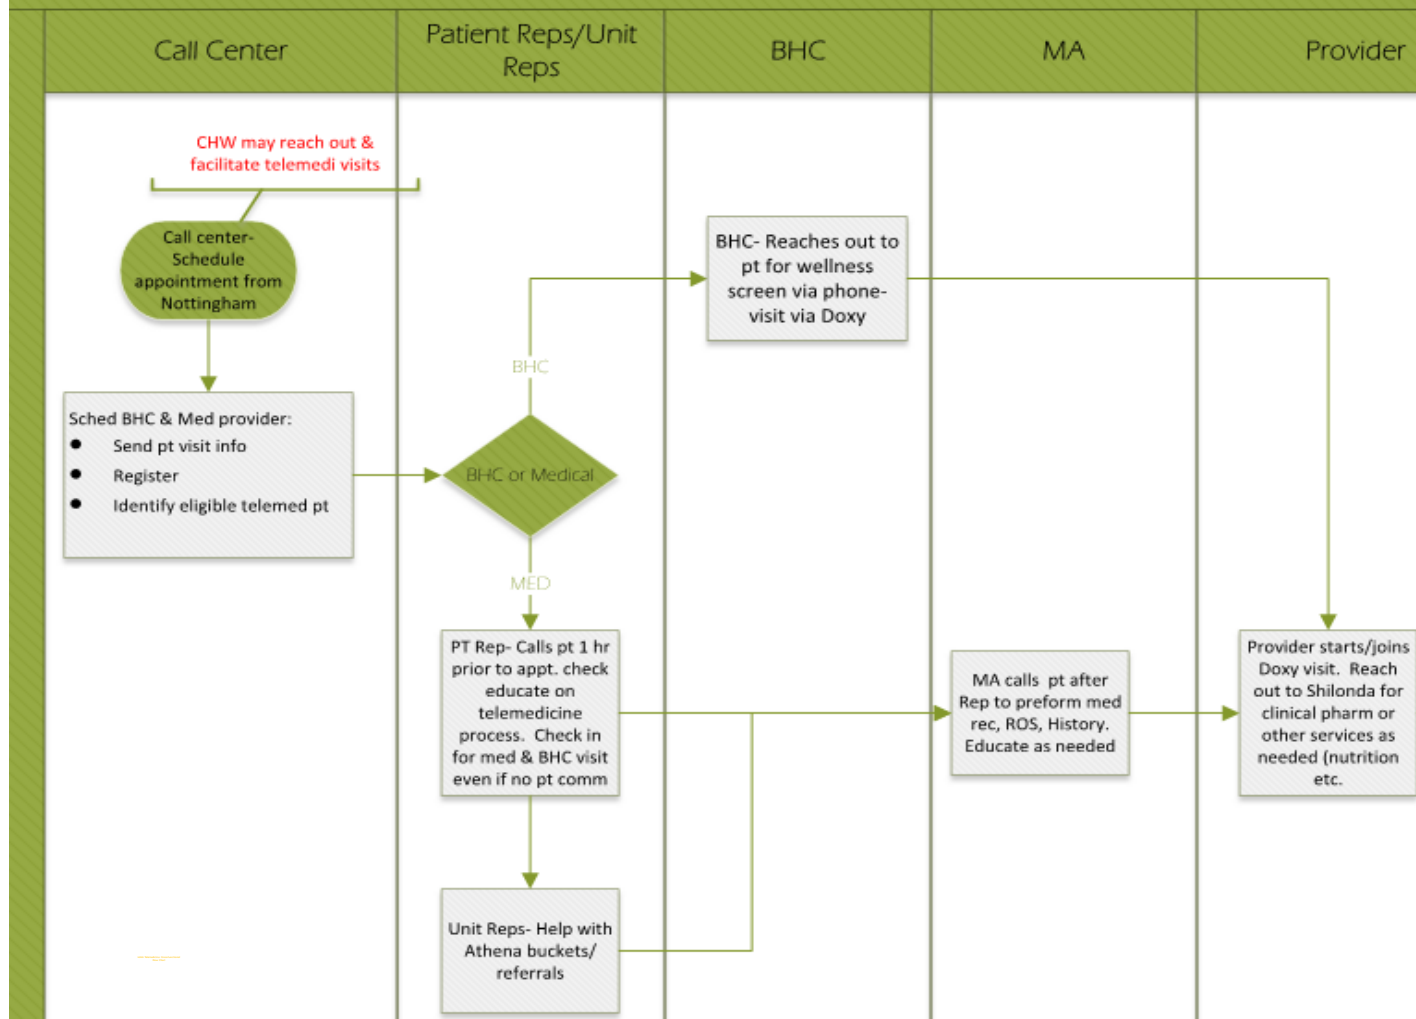 Call Center
Patient Reps/Unit
Reps
BHC
MA
Provider
CHW may reach out &
facilitate telemedi visits
Call center-
Schedule
appointment from
Nottingham
Sched BHC & Med provider:
● Send pt visit info
● Register
● Identify eligible telemed pt
BHC or Medical
BHC
MED
BHC- Reaches out to
pt for wellness
screen via phone-
visit via Doxy
PT Rep- Calls pt 1 hr
prior to appt. check
educate on
telemedicine
process. Check in
for med & BHC visit
even if no pt comm
Unit Reps- Help with
Athena buckets/
referrals
MA calls pt after
Rep to preform med
rec, ROS, History.
Educate as needed
Provider starts/joins
Doxy visit. Reach
out to Shilonda for
clinical pharm or
other services as
needed (nutrition
etc.